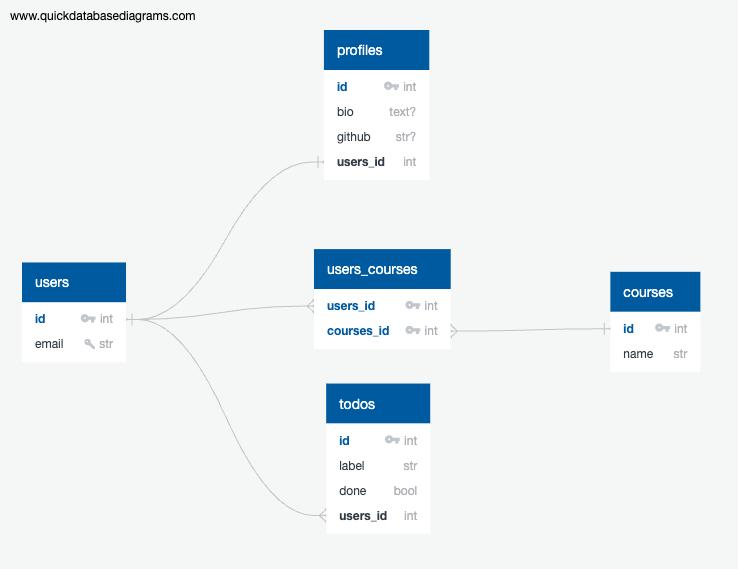 www.quickdatabasediagrams.com
profiles
id int
bio text?
github str?
users_id int
users
id int
email str
users_courses
users_id int
courses_id int
courses
id int
name str
todos
id int
label str
done bool
users_id int